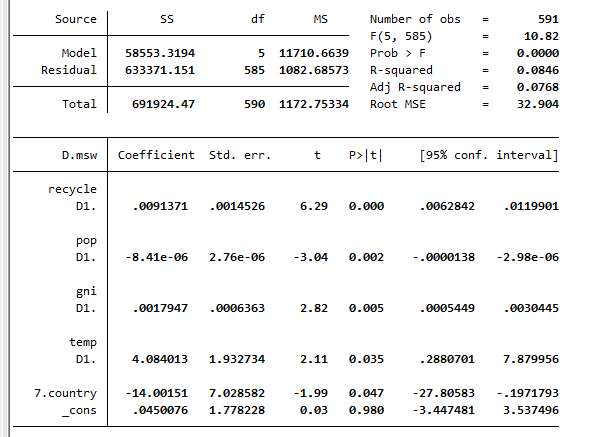 Source | SS df MS Number of obs = 591
F(5, 585) = 10.82
Model | 58553.3194 5 11710.6639 Prob > F = 0.0000
Residual | 633371.151 585 1082.68573 R-squared = 0.0846
Adj R-squared = 0.0768
Total | 691924.47 590 1172.75334 Root MSE = 32.904
D.msw | Coefficient Std. err. t P>|t| [95% conf. interval]
recycle
D1. | .0091371 .0014526 6.29 0.000 .0062842 .0119901
pop
D1. | -8.41e-06 2.76e-06 -3.04 0.002 -.0000138 -2.98e-06
gni
D1. | .0017947 .0006363 2.82 0.005 .0005449 .0030445
temp
D1. | 4.084013 1.932734 2.11 0.035 .2880701 7.879956
7.country | -14.00151 7.028582 -1.99 0.047 -27.80583 -.1971793
_cons | .0450076 1.778228 0.03 0.980 -3.447481 3.537496